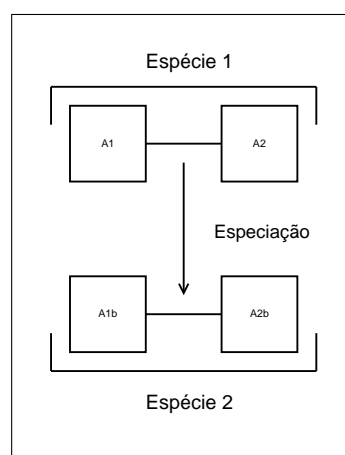 Espécie 1
A1 A2
Especiação
A1b A2b
Espécie 2